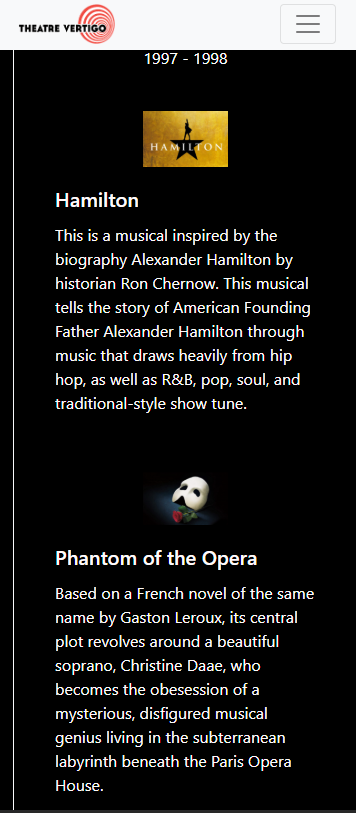 THEATRE VERTIGO
1997 - 1998
HAMILTON
Hamilton
This is a musical inspired by the
biography Alexander Hamilton by
historian Ron Chernow. This musical
tells the story of American Founding
Father Alexander Hamilton through
music that draws heavily from hip
hop, as well as R&B, pop, soul, and
traditional-style show tune.
Phantom of the Opera
Based on a French novel of the same
name by Gaston Leroux, its central
plot revolves around a beautiful
soprano, Christine Daae, who
becomes the obesession of a
mysterious, disfigured musical
genius living in the subterranean
labyrinth beneath the Paris Opera
House.